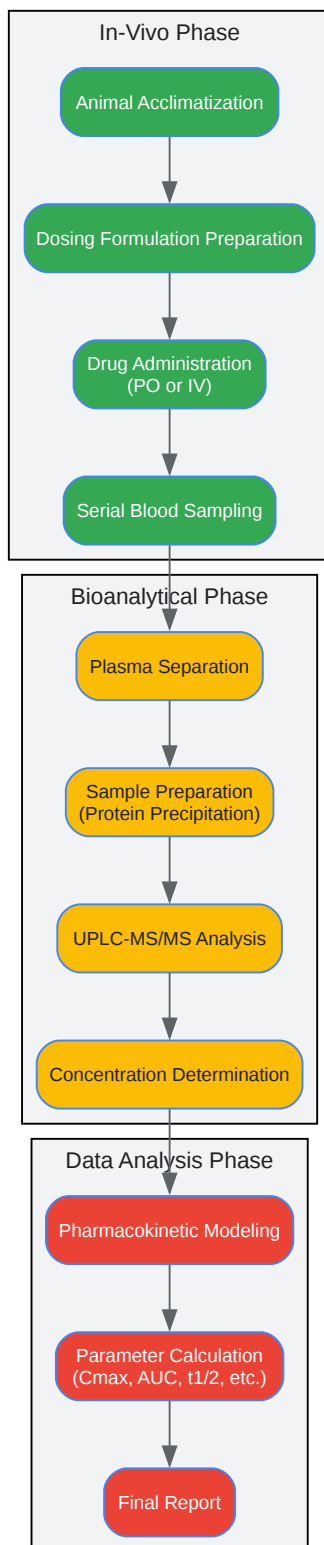 In-Vivo Phase
Animal Acclimatization
Dosing Formulation Preparation
Drug Administration
(PO or IV)
Serial Blood Sampling
Bioanalytical Phase
Plasma Separation
Sample Preparation
(Protein Precipitation)
UPLC-MS/MS Analysis
Concentration Determination
Data Analysis Phase
Pharmacokinetic Modeling
Parameter Calculation
(Cmax, AUC, t1/2, etc.)
Final Report